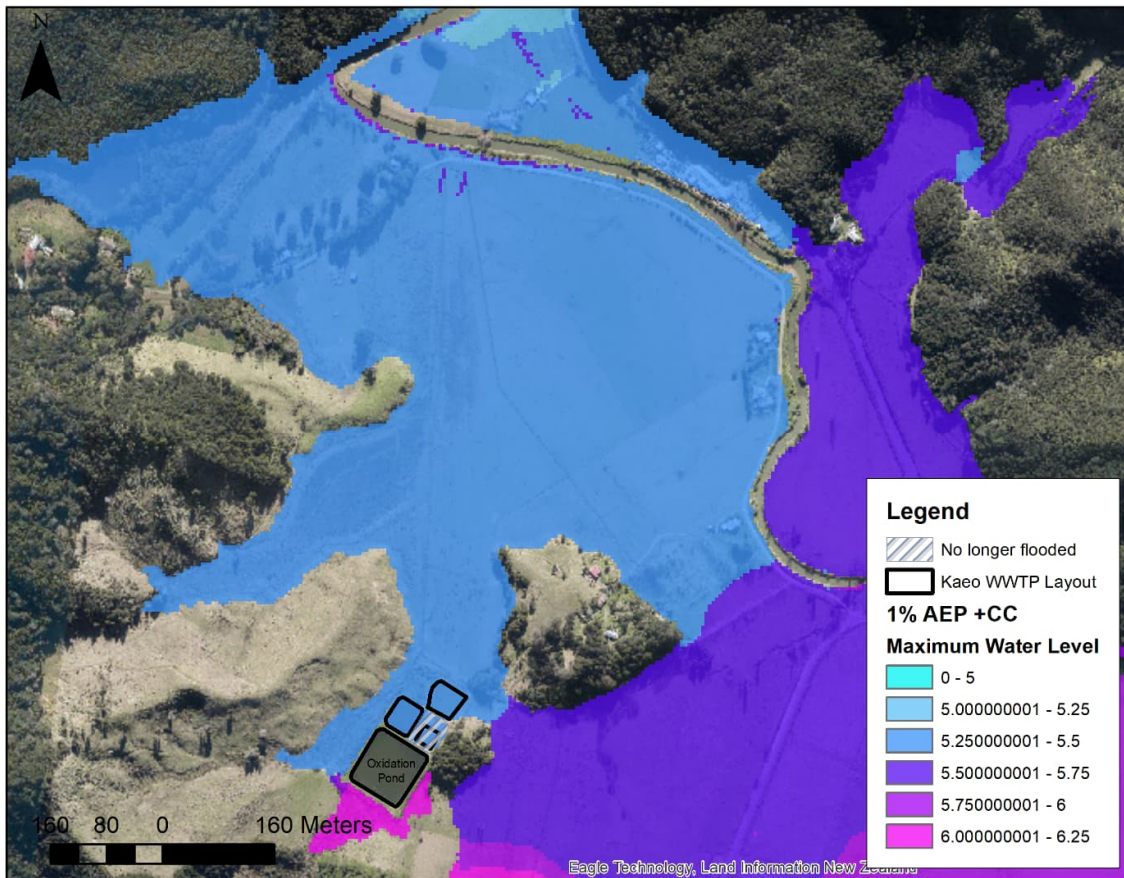 N
Oxidation
Pond
160 80 0 160 Meters
Legend
No longer flooded
Kaeo WWTP Layout
1% AEP +CC
Maximum Water Level
0 - 5
5.000000001 - 5.25
5.250000001 - 5.5
5.500000001 - 5.75
5.750000001 - 6
6.000000001 - 6.25
Eagle Technology, Land Information New Zealand